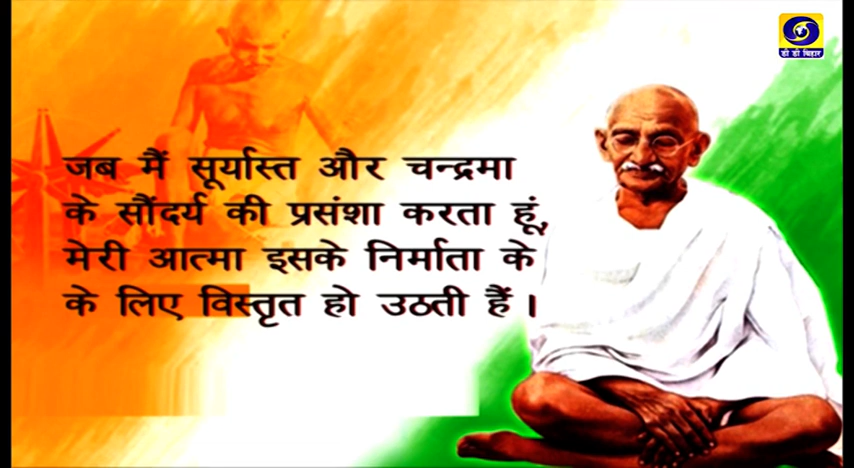 डी डी बिहार
जब मैं सूर्यास्त और चन्द्रमा
के सौंदर्य की प्रसंशा करता हूं,
मेरी आत्मा इसके निर्माता के
के लिए विस्तृत हो उठती हैं।